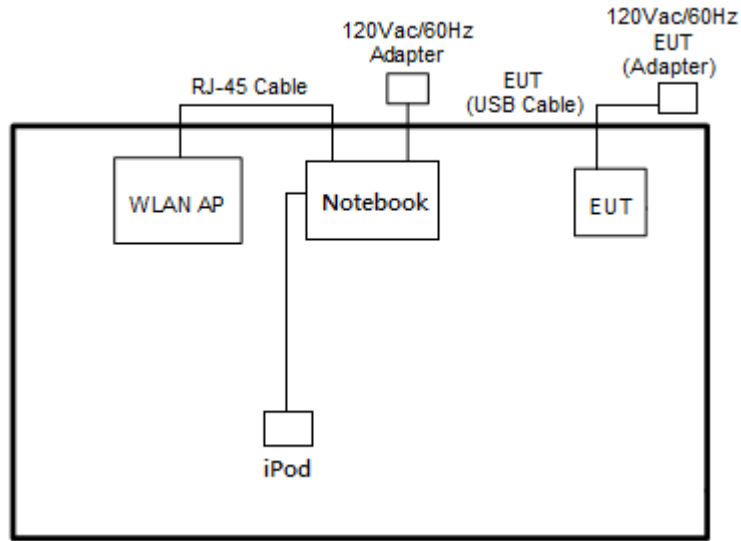 120Vac/60Hz
Adapter
120Vac/60Hz
EUT
(Adapter)
RJ-45 Cable
EUT
(USB Cable)
WLAN AP
Notebook
EUT
iPod